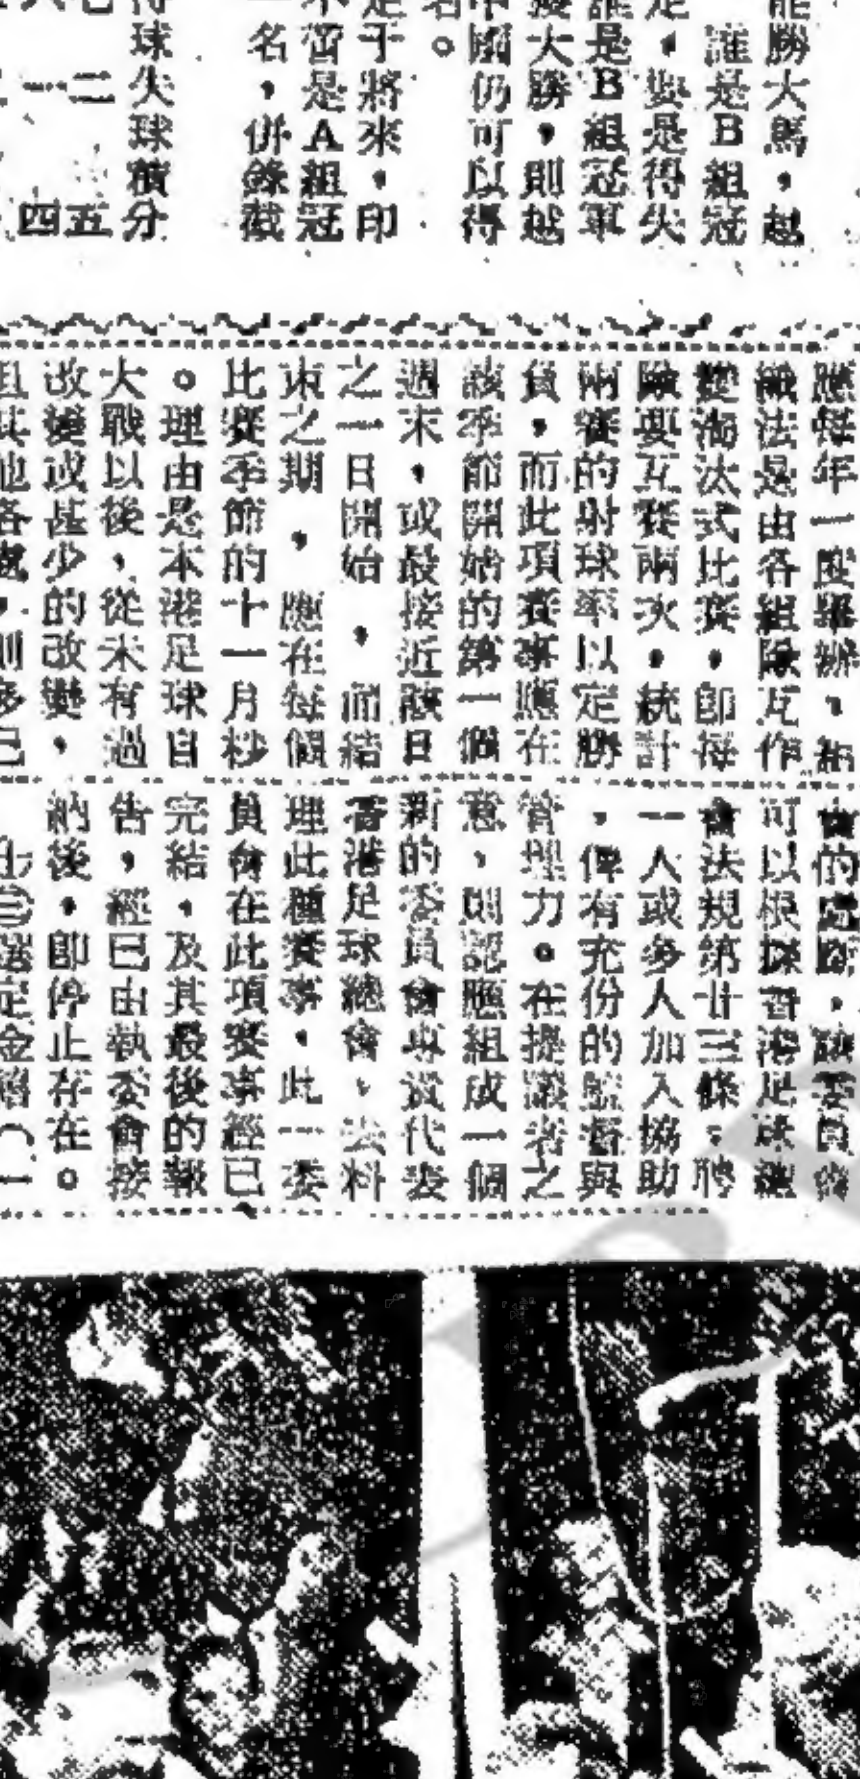 能勝大馬，越
誰是B組冠
定，要是得失
誰是B組冠軍
大勝，則越
中國仍可以得
名。
定于將來，印
不啻是A組冠
名，併錄載
得球失球積分
七二五
六一四
應每年一度舉辦，組
織法是由各組隊互作
雙淘汰式比賽，即每
隊要互賽兩次，統計
兩賽的射球率以定勝
負，而此項賽事應在
該季節開始的第一個
週末，或最接近該日
之一日開始，而結
束之期，應在每個
比賽季節的十一月杪
。理由是本港足球自
大戰以後，從未有過
改變或甚少的改變，
且其他各處，則多已
會的處際，該委員會
可以根據香港足球總
會法規第廿三條，聘
一人或多人加入協助
，俾有充份的監督與
管理力。在提議者之
意，則認應組成一個
新的委員會專責代表
香港足球總會，去料
理此種賽事，此一委
員會在此項賽事經已
完結，及其最後的報
告，經已由執委會接
納後，即停止存在。
選定金禧（一